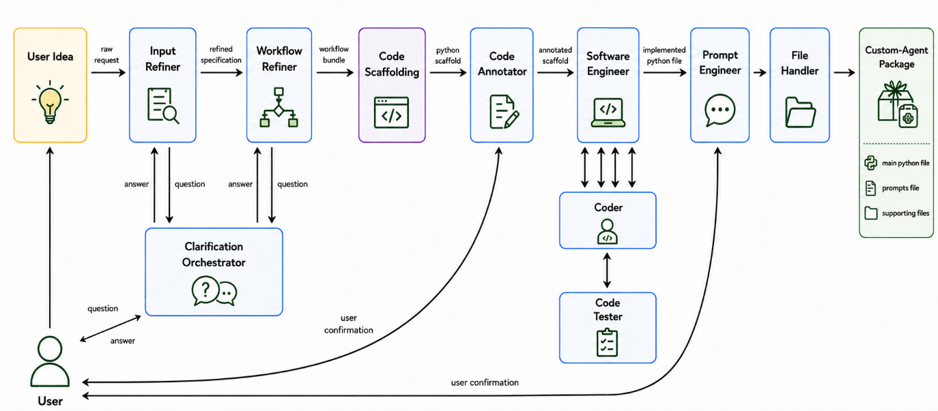 User Idea
raw
request
Input
Refiner
refined
specification
Workflow
Refiner
workflow
bundle
Code
Scaffolding
</>
python
scaffold
Code
Annotator
annotated
scaffold
Software
Engineer
</>
implemented
python file
Prompt
Engineer
File
Handler
Custom-Agent
Package
main python file
prompts file
supporting files
answer
question
answer
question
Clarification
Orchestrator
?
Coder
</>
Code
Tester
question
answer
user
confirmation
user confirmation
User